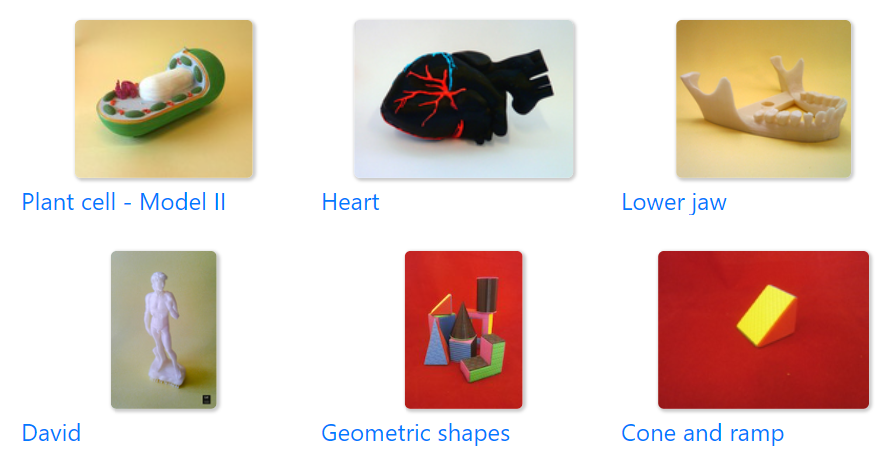 Plant cell - Model II
Heart
Lower jaw
David
Geometric shapes
Cone and ramp